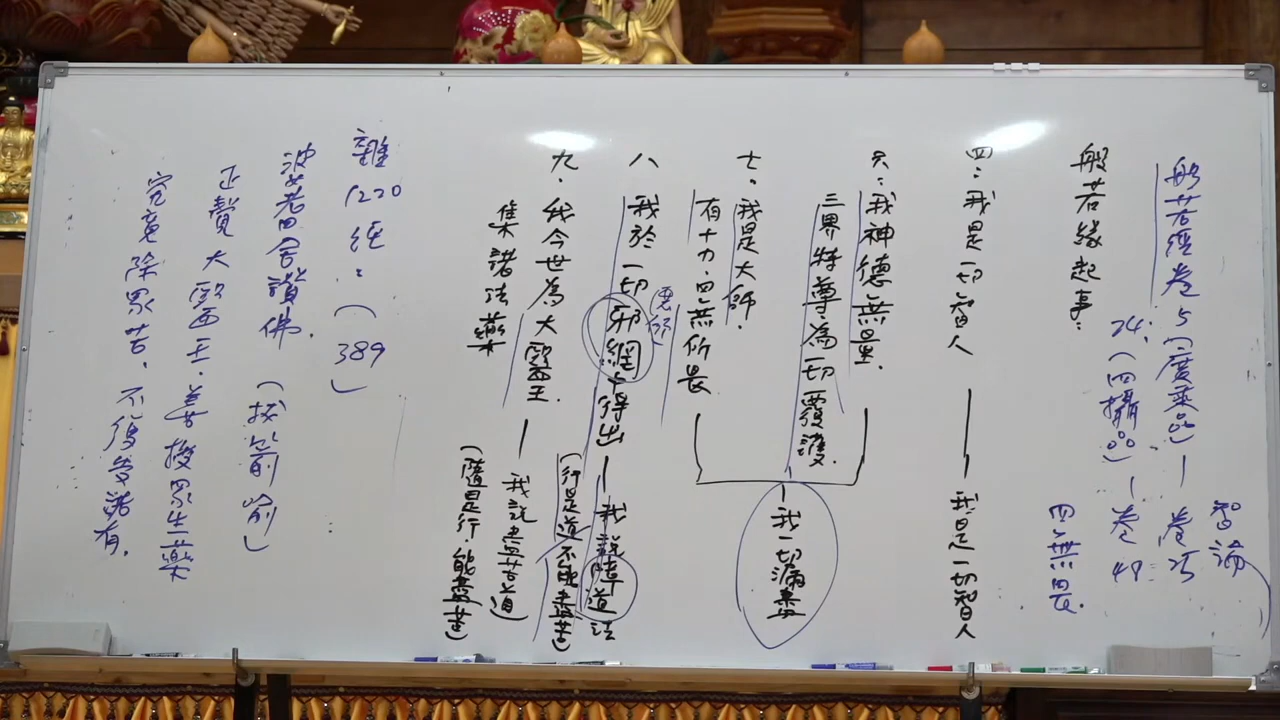 般若經卷5(廣乘品)—卷25
智論
24:(四攝品)—卷48
四無畏
般若緣起事:
四:我是一切智人——我是一切智人
六:我神德無量.
三界特尊為一切覆護.
七.我是大師.
有十力.四無所畏
我一切漏盡
八 我於一切邪網中得出—我說障道法
惡行
(行是道不能盡苦)
九.我今世為大醫王.—我說盡苦道
集諸法藥
(隨是行.能盡苦)
雜1220經:(389)
婆耆舍讚佛.(拔箭喻)
正覺大醫王.善投眾生藥
究竟除眾苦.不復受諸有.